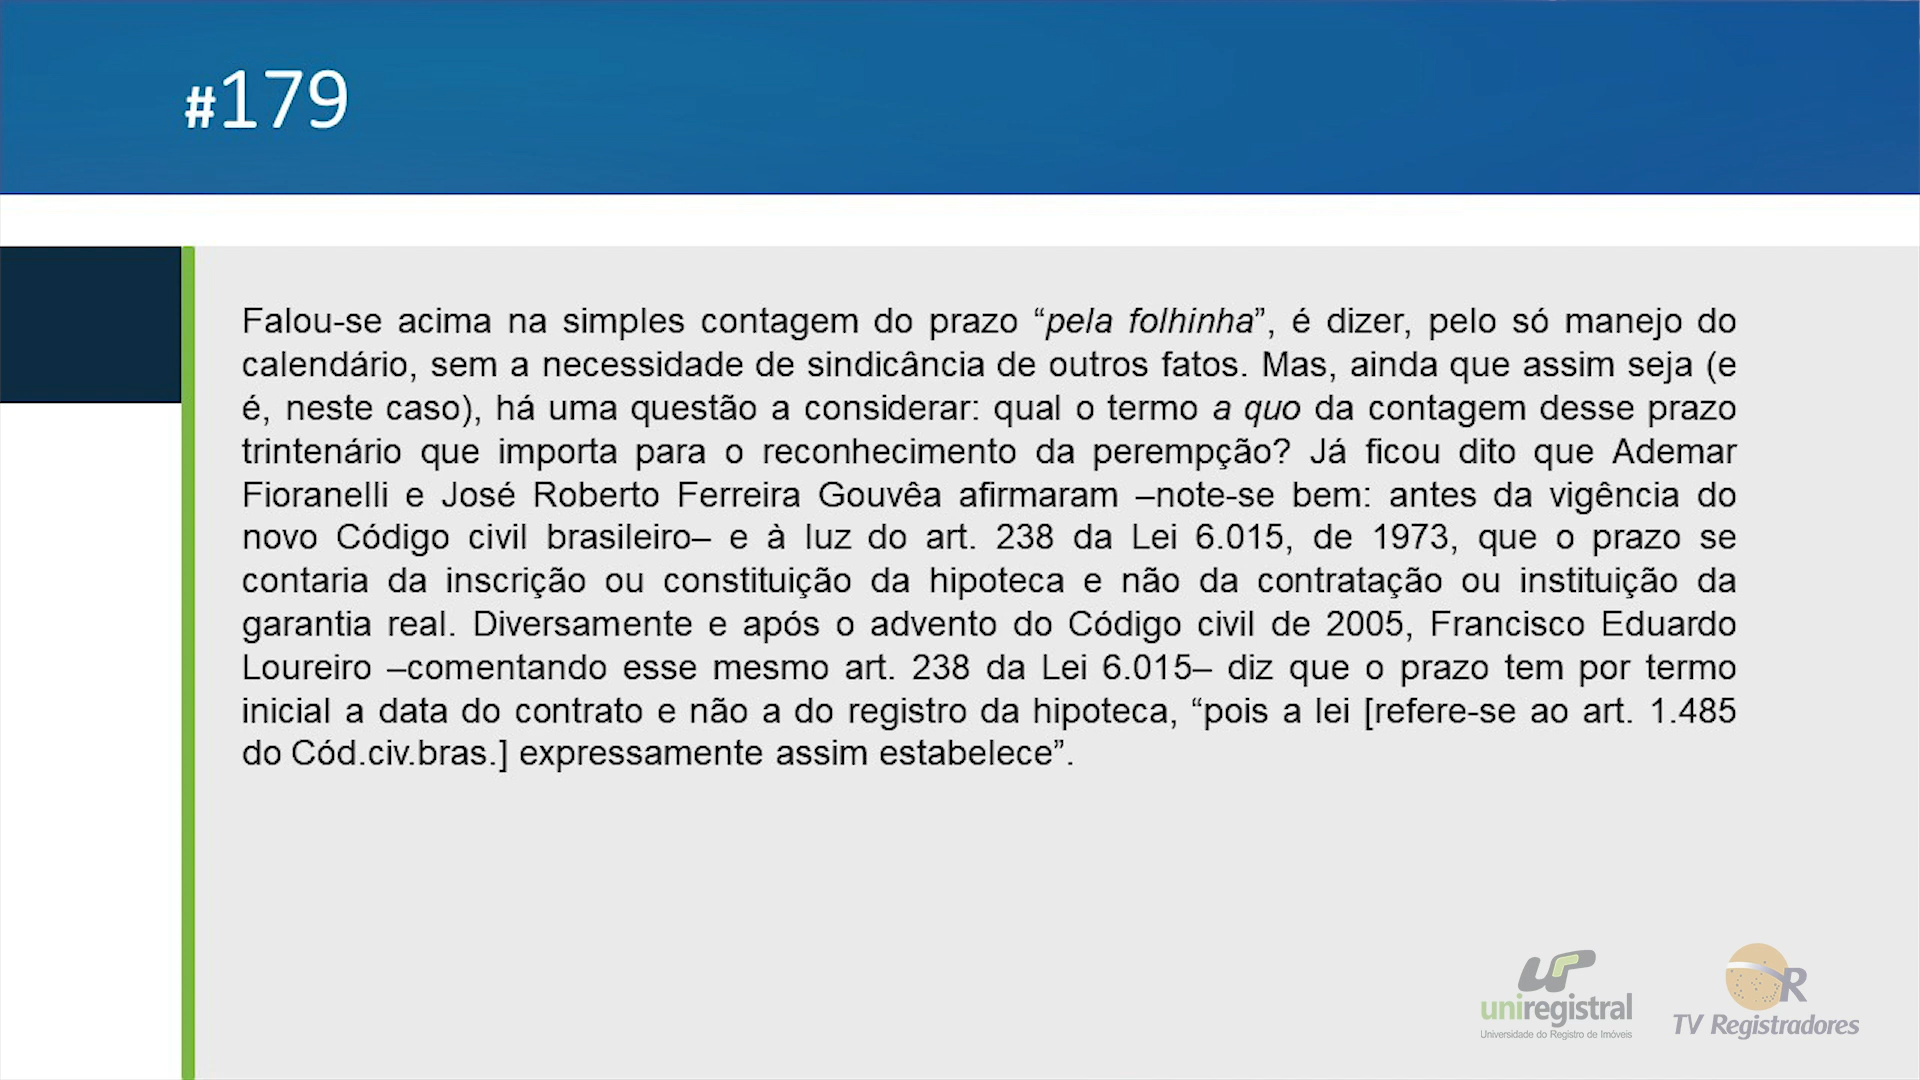 #179
Falou-se acima na simples contagem do prazo “pela folhinha”, é dizer, pelo só manejo do
calendário, sem a necessidade de sindicância de outros fatos. Mas, ainda que assim seja (e
é, neste caso), há uma questão a considerar: qual o termo a quo da contagem desse prazo
trintenário que importa para o reconhecimento da perempção? Já ficou dito que Ademar
Fioranelli e José Roberto Ferreira Gouvêa afirmaram –note-se bem: antes da vigência do
novo Código civil brasileiro– e à luz do art. 238 da Lei 6.015, de 1973, que o prazo se
contaria da inscrição ou constituição da hipoteca e não da contratação ou instituição da
garantia real. Diversamente e após o advento do Código civil de 2005, Francisco Eduardo
Loureiro –comentando esse mesmo art. 238 da Lei 6.015– diz que o prazo tem por termo
inicial a data do contrato e não a do registro da hipoteca, “pois a lei [refere-se ao art. 1.485
do Cód.civ.bras.] expressamente assim estabelece”.
uniregistral
Universidade do Registro de Imóveis
R
TV Registradores